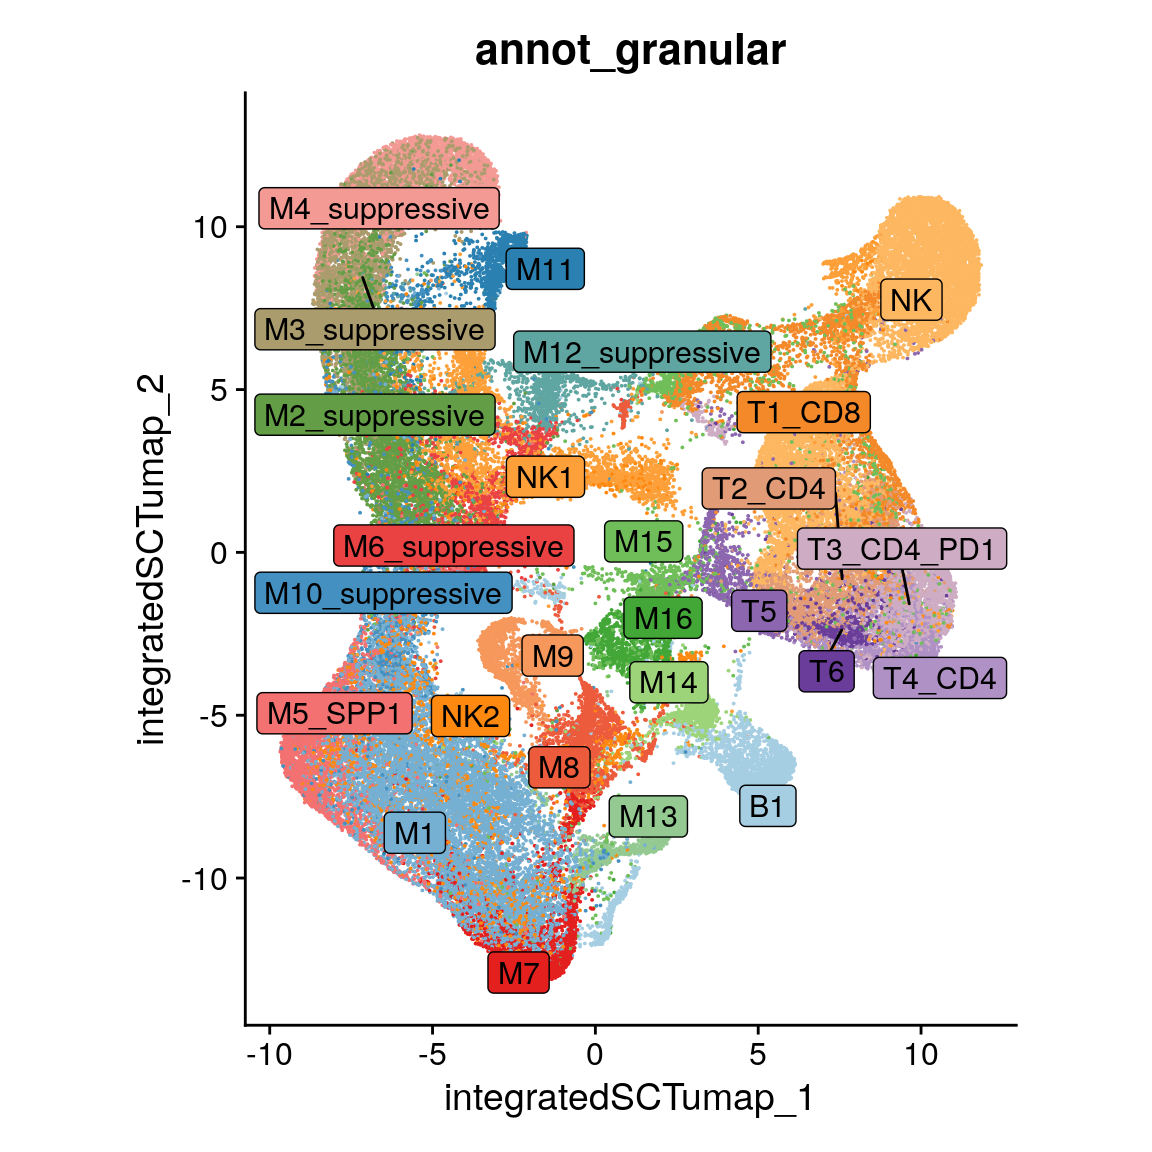 annot_granular
integratedSCTumap_2
10
5
0
-5
-10
M4_suppressive
M11
NK
M3_suppressive
M12_suppressive
M2_suppressive
T1_CD8
NK1
T2_CD4
M6_suppressive
M15
T3_CD4_PD1
M10_suppressive
M16
T5
M9
T6
T4_CD4
M14
M5_SPP1
NK2
M8
B1
M13
M1
M7
-10
-5
0
5
10
integratedSCTumap_1